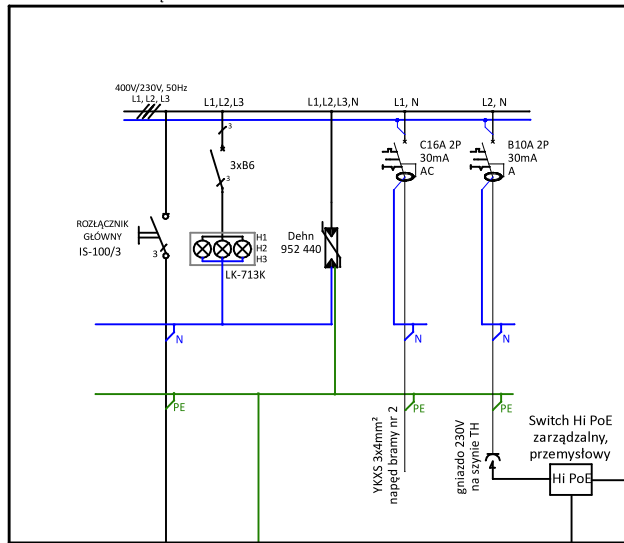 400V/230V, 50Hz
L1, L2, L3
L1,L2,L3
L1,L2,L3,N
L1, N
L2, N
3
3xB6
3
C16A 2P
30mA
AC
B10A 2P
30mA
A
ROZŁĄCZNIK
GŁÓWNY
IS-100/3
3
H1
H2
H3
LK-713K
Dehn
952 440
N
N
N
PE
PE
PE
YKXS 3x4mm²
napęd bramy nr 2
gniazdo 230V
na szynie TH
Switch Hi PoE
zarządzalny,
przemysłowy
Hi PoE